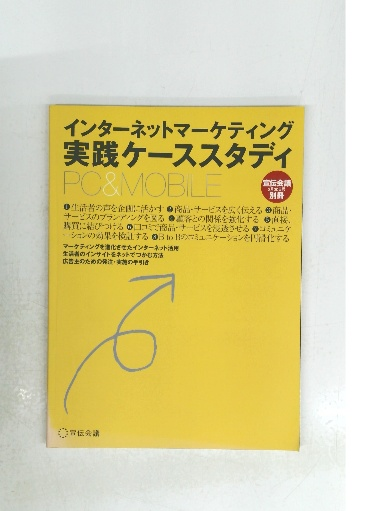 インターネットマーケティング
実践ケーススタディ
PC&MOBILE
宣伝会議
別冊
❶生活者の声を企画に活かす ❷商品・サービスを広く伝える ❸商品・
サービスのブランディングを図る ❹顧客との関係を強化する ❺直接、
購買に結びつける ❻口コミで商品・サービスを浸透させる ❼コミュニケ
ーションの効果を検証する ❽B to Bのコミュニケーションを円滑化する
マーケティングを進化させたインターネット活用
生活者のインサイトをネットでつかむ方法
広告主のための発注・実施の手引き
宣伝会議